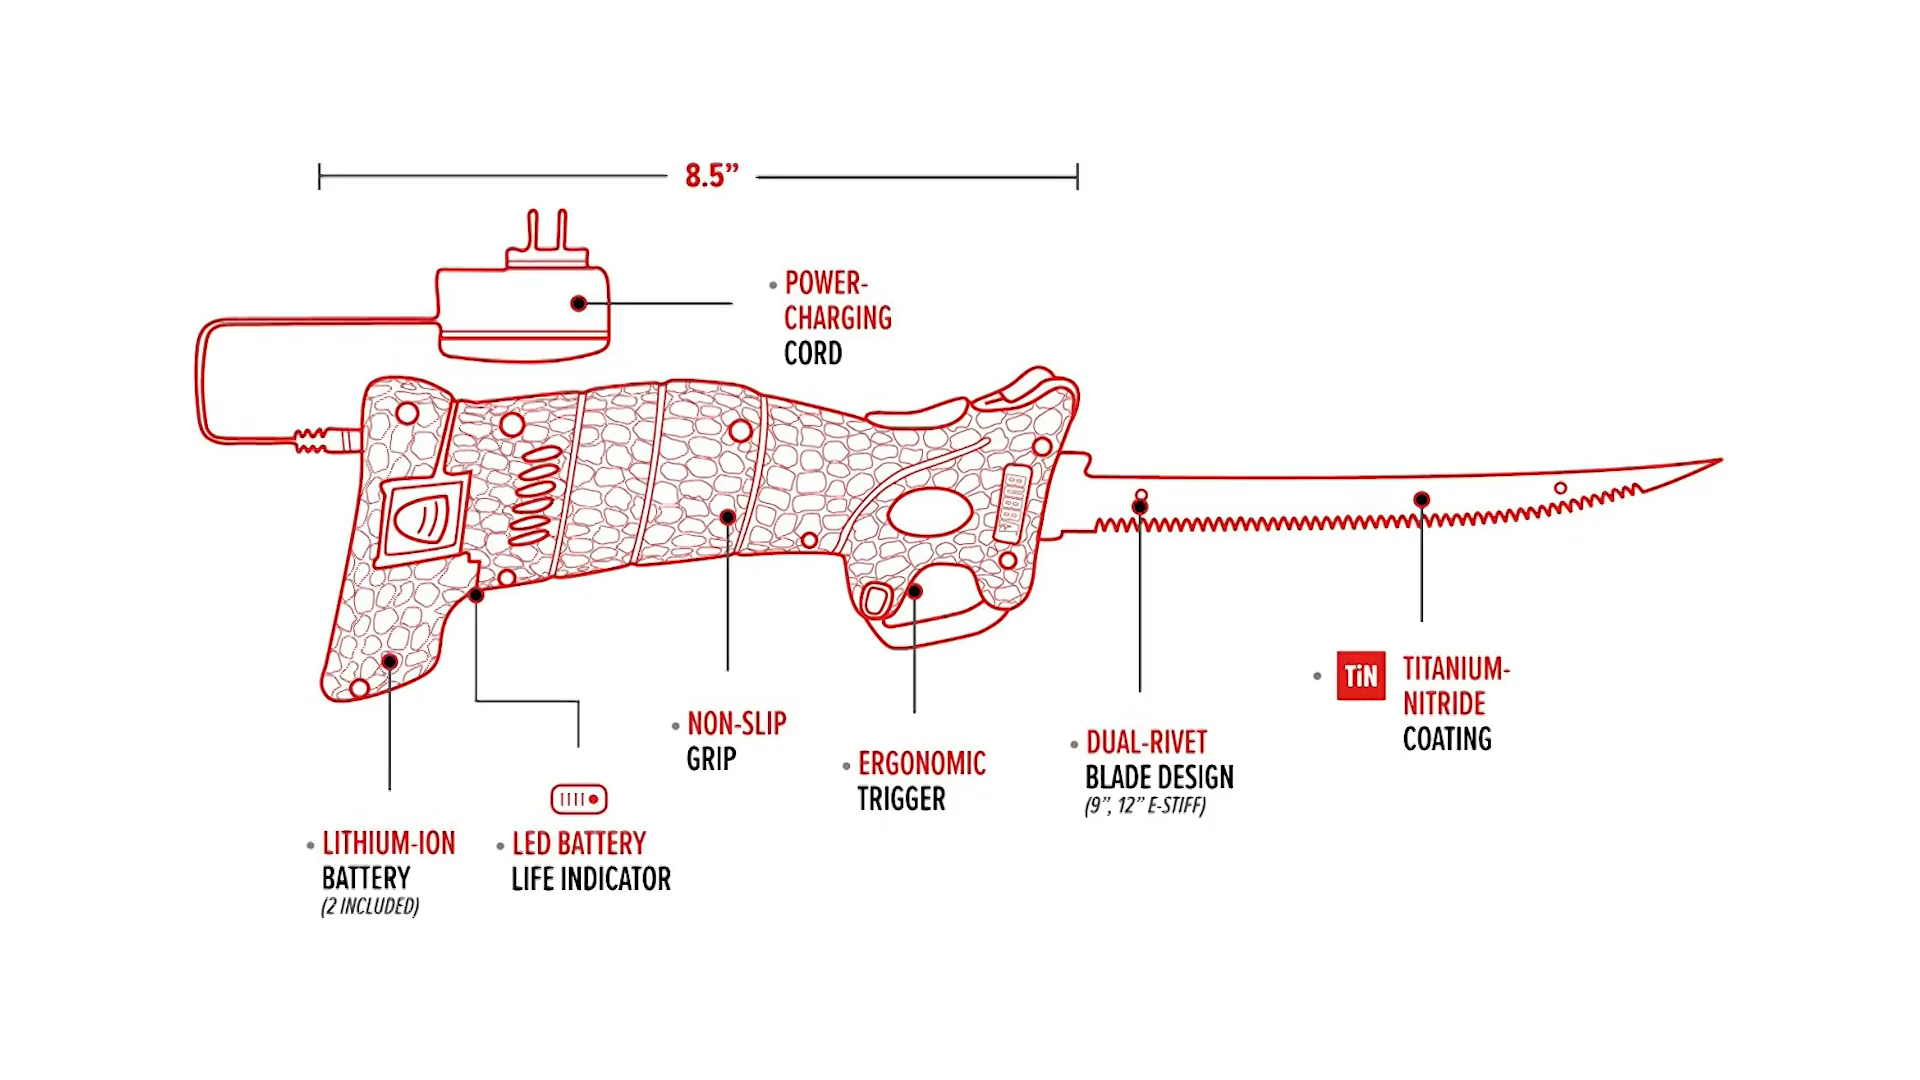 8.5”
• POWER-
CHARGING
CORD
• LITHIUM-ION
BATTERY
(2 INCLUDED)
• LED BATTERY
LIFE INDICATOR
• NON-SLIP
GRIP
• ERGONOMIC
TRIGGER
• DUAL-RIVET
BLADE DESIGN
(9”, 12” E-STIFF)
• TiN
TITANIUM-
NITRIDE
COATING